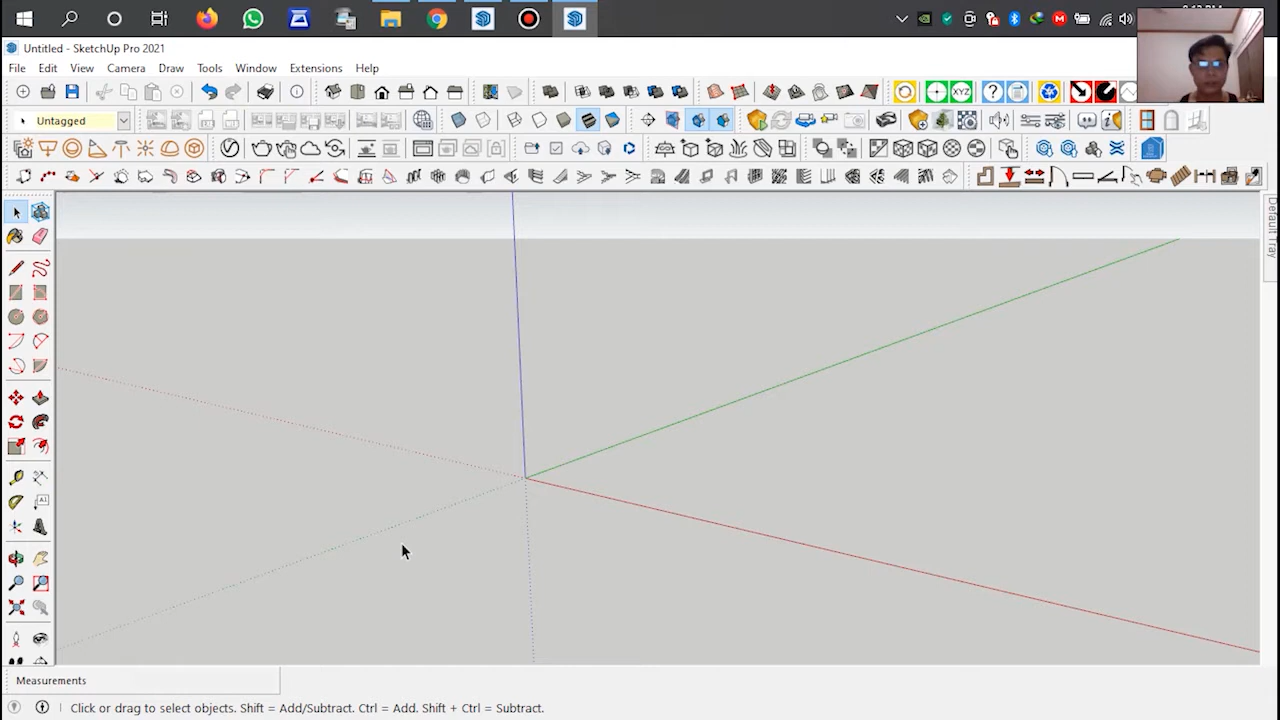 Untitled - SketchUp Pro 2021
File Edit View Camera Draw Tools Window Extensions Help
XYZ
Untagged
Default Tray
Measurements
Click or drag to select objects. Shift = Add/Subtract. Ctrl = Add. Shift + Ctrl = Subtract.